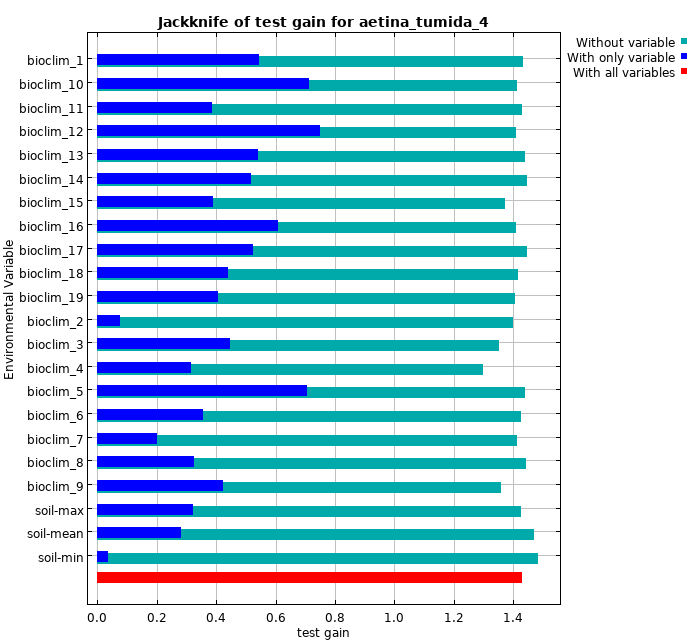 Jackknife of test gain for aetina_tumida_4
Without variable
With only variable
With all variables
Environmental Variable
bioclim_1
bioclim_10
bioclim_11
bioclim_12
bioclim_13
bioclim_14
bioclim_15
bioclim_16
bioclim_17
bioclim_18
bioclim_19
bioclim_2
bioclim_3
bioclim_4
bioclim_5
bioclim_6
bioclim_7
bioclim_8
bioclim_9
soil-max
soil-mean
soil-min
0.0 0.2 0.4 0.6 0.8 1.0 1.2 1.4
test gain